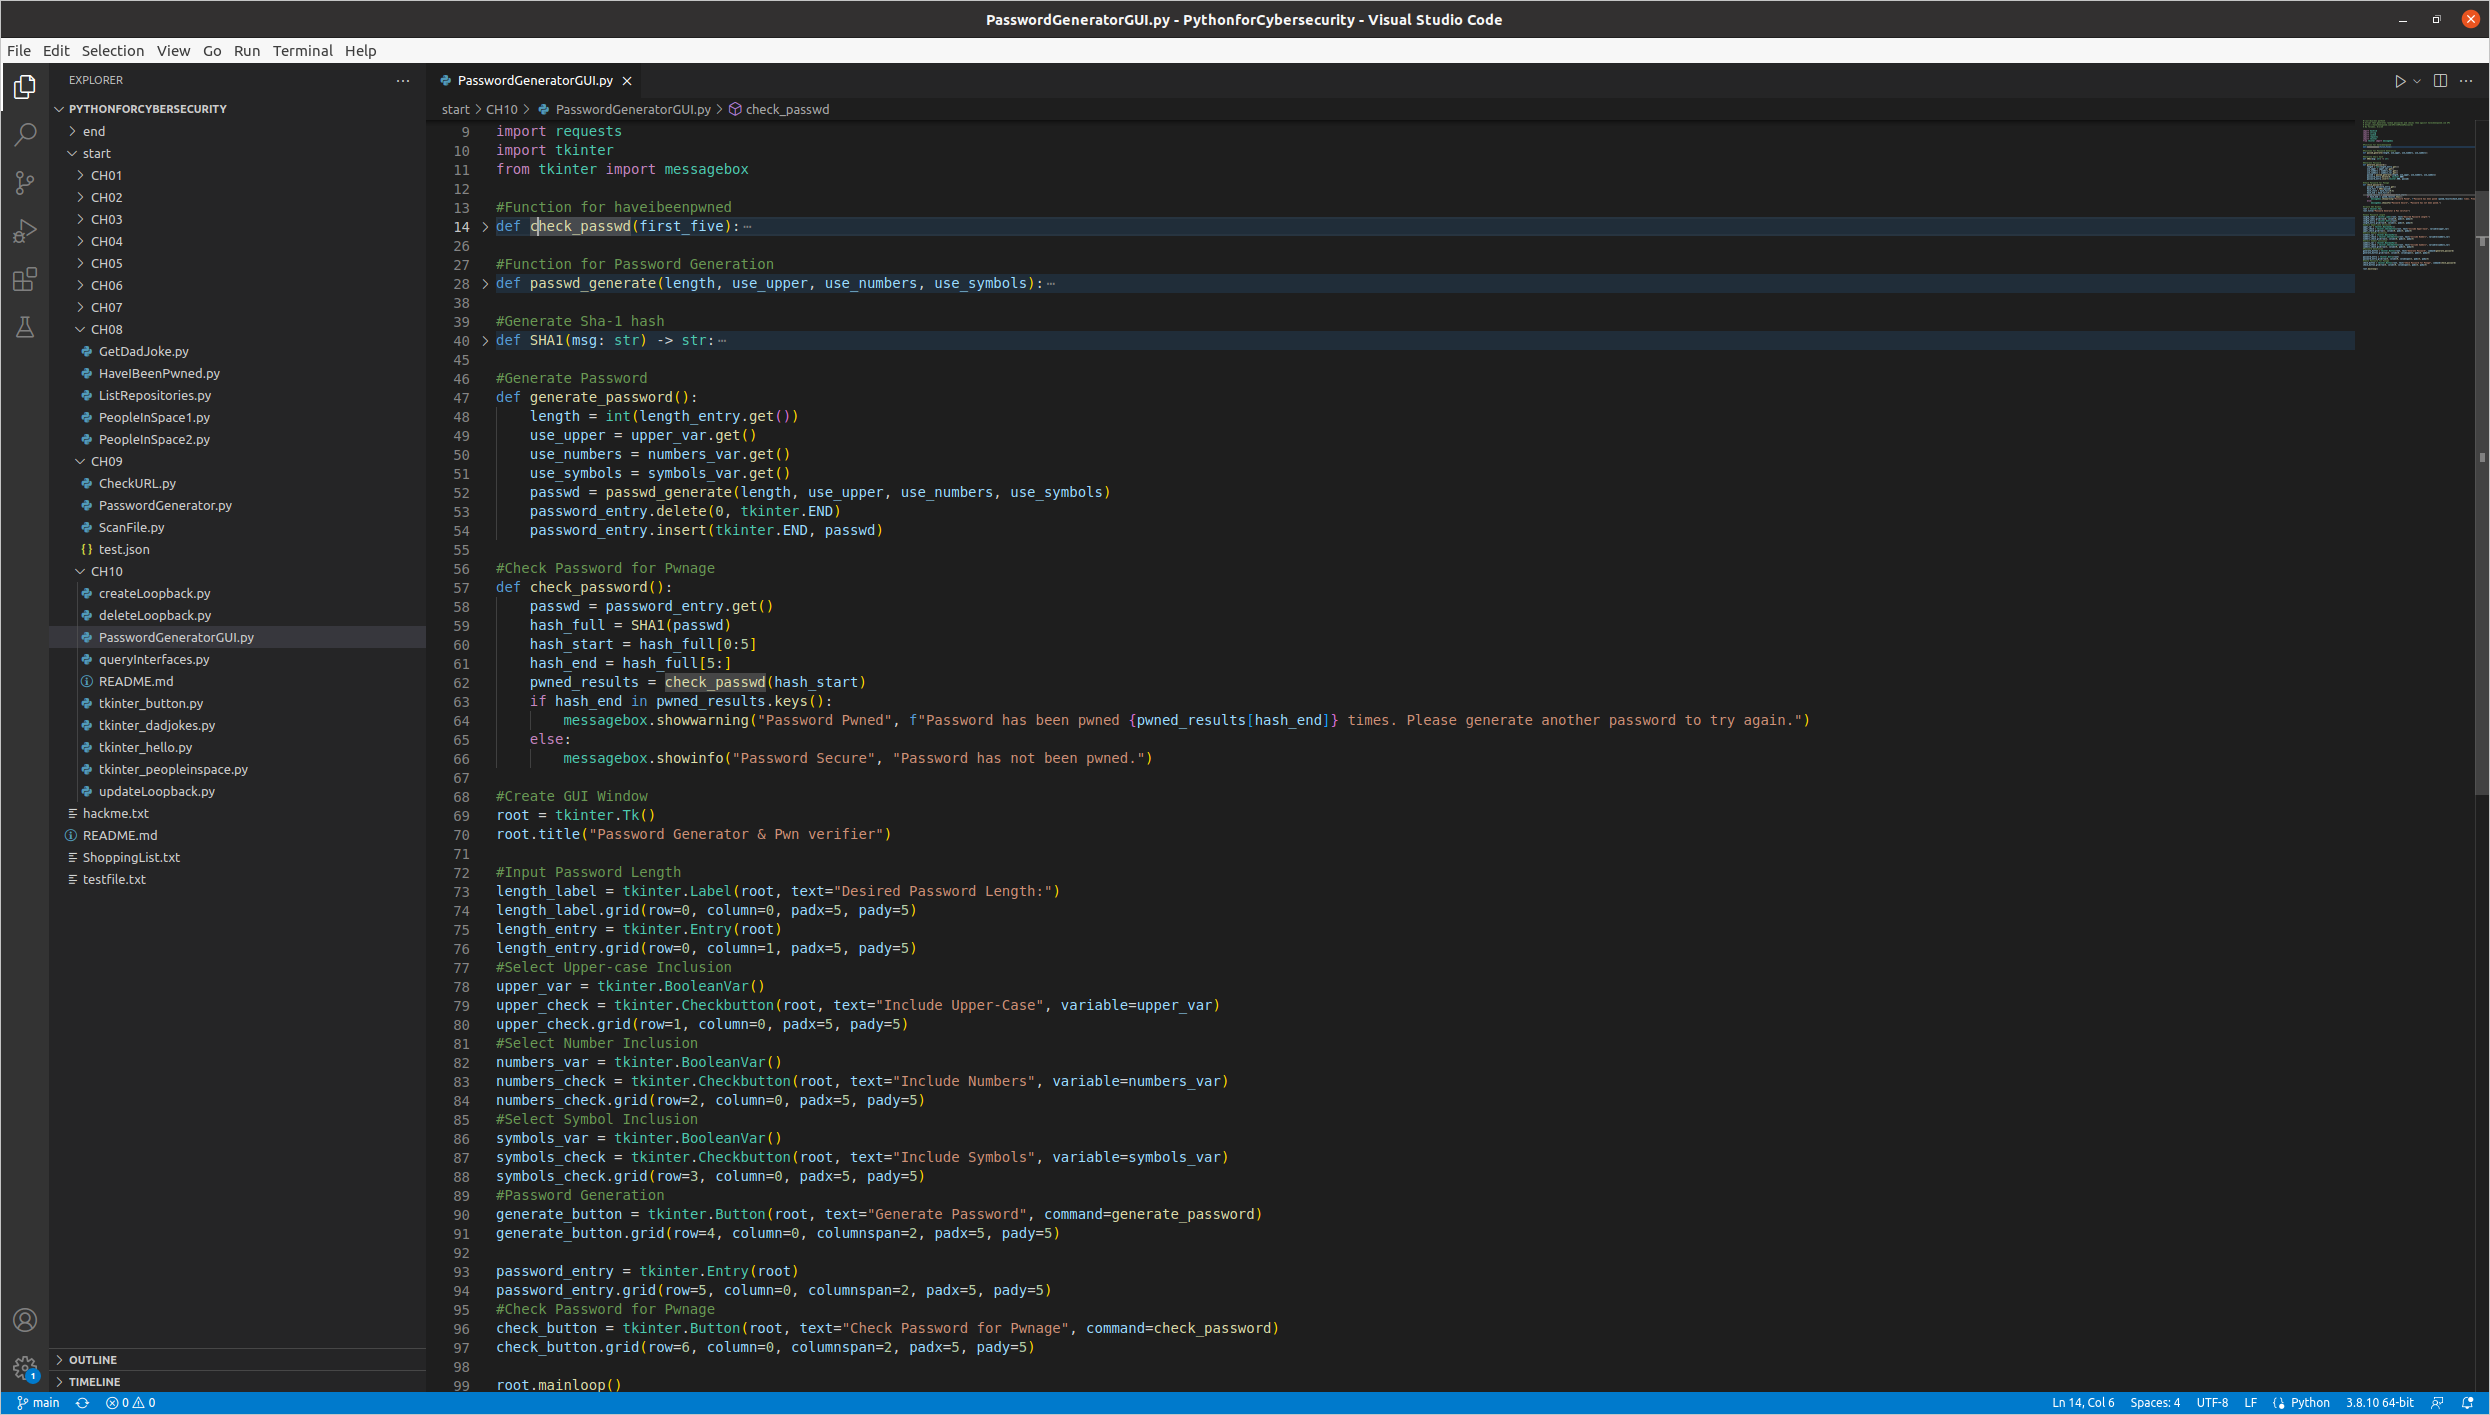 PasswordGeneratorGUI.py - PythonforCybersecurity - Visual Studio Code
File Edit Selection View Go Run Terminal Help
EXPLORER
PYTHONFORCYBERSECURITY
end
start
CH01
CH02
CH03
CH04
CH05
CH06
CH07
CH08
GetDadJoke.py
HaveIBeenPwned.py
ListRepositories.py
PeopleInSpace1.py
PeopleInSpace2.py
CH09
CheckURL.py
PasswordGenerator.py
ScanFile.py
{} test.json
CH10
createLoopback.py
deleteLoopback.py
PasswordGeneratorGUI.py
queryInterfaces.py
README.md
tkinter_button.py
tkinter_dadjokes.py
tkinter_hello.py
tkinter_peopleinspace.py
updateLoopback.py
hackme.txt
README.md
ShoppingList.txt
testfile.txt
OUTLINE
TIMELINE
PasswordGeneratorGUI.py
start > CH10 > PasswordGeneratorGUI.py > check_passwd
9 import requests
10 import tkinter
11 from tkinter import messagebox
12
13 #Function for haveibeenpwned
14 def check_passwd(first_five):⋯
26
27 #Function for Password Generation
28 def passwd_generate(length, use_upper, use_numbers, use_symbols):⋯
38
39 #Generate Sha-1 hash
40 def SHA1(msg: str) -> str:⋯
45
46 #Generate Password
47 def generate_password():
48     length = int(length_entry.get())
49     use_upper = upper_var.get()
50     use_numbers = numbers_var.get()
51     use_symbols = symbols_var.get()
52     passwd = passwd_generate(length, use_upper, use_numbers, use_symbols)
53     password_entry.delete(0, tkinter.END)
54     password_entry.insert(tkinter.END, passwd)
55
56 #Check Password for Pwnage
57 def check_password():
58     passwd = password_entry.get()
59     hash_full = SHA1(passwd)
60     hash_start = hash_full[0:5]
61     hash_end = hash_full[5:]
62     pwned_results = check_passwd(hash_start)
63     if hash_end in pwned_results.keys():
64         messagebox.showwarning("Password Pwned", f"Password has been pwned {pwned_results[hash_end]} times. Please generate another password to try again.")
65     else:
66         messagebox.showinfo("Password Secure", "Password has not been pwned.")
67
68 #Create GUI Window
69 root = tkinter.Tk()
70 root.title("Password Generator & Pwn verifier")
71
72 #Input Password Length
73 length_label = tkinter.Label(root, text="Desired Password Length:")
74 length_label.grid(row=0, column=0, padx=5, pady=5)
75 length_entry = tkinter.Entry(root)
76 length_entry.grid(row=0, column=1, padx=5, pady=5)
77 #Select Upper-case Inclusion
78 upper_var = tkinter.BooleanVar()
79 upper_check = tkinter.Checkbutton(root, text="Include Upper-Case", variable=upper_var)
80 upper_check.grid(row=1, column=0, padx=5, pady=5)
81 #Select Number Inclusion
82 numbers_var = tkinter.BooleanVar()
83 numbers_check = tkinter.Checkbutton(root, text="Include Numbers", variable=numbers_var)
84 numbers_check.grid(row=2, column=0, padx=5, pady=5)
85 #Select Symbol Inclusion
86 symbols_var = tkinter.BooleanVar()
87 symbols_check = tkinter.Checkbutton(root, text="Include Symbols", variable=symbols_var)
88 symbols_check.grid(row=3, column=0, padx=5, pady=5)
89 #Password Generation
90 generate_button = tkinter.Button(root, text="Generate Password", command=generate_password)
91 generate_button.grid(row=4, column=0, columnspan=2, padx=5, pady=5)
92
93 password_entry = tkinter.Entry(root)
94 password_entry.grid(row=5, column=0, columnspan=2, padx=5, pady=5)
95 #Check Password for Pwnage
96 check_button = tkinter.Button(root, text="Check Password for Pwnage", command=check_password)
97 check_button.grid(row=6, column=0, columnspan=2, padx=5, pady=5)
98
99 root.mainloop()
1
main 0 0 Ln 14, Col 6 Spaces: 4 UTF-8 LF Python 3.8.10 64-bit